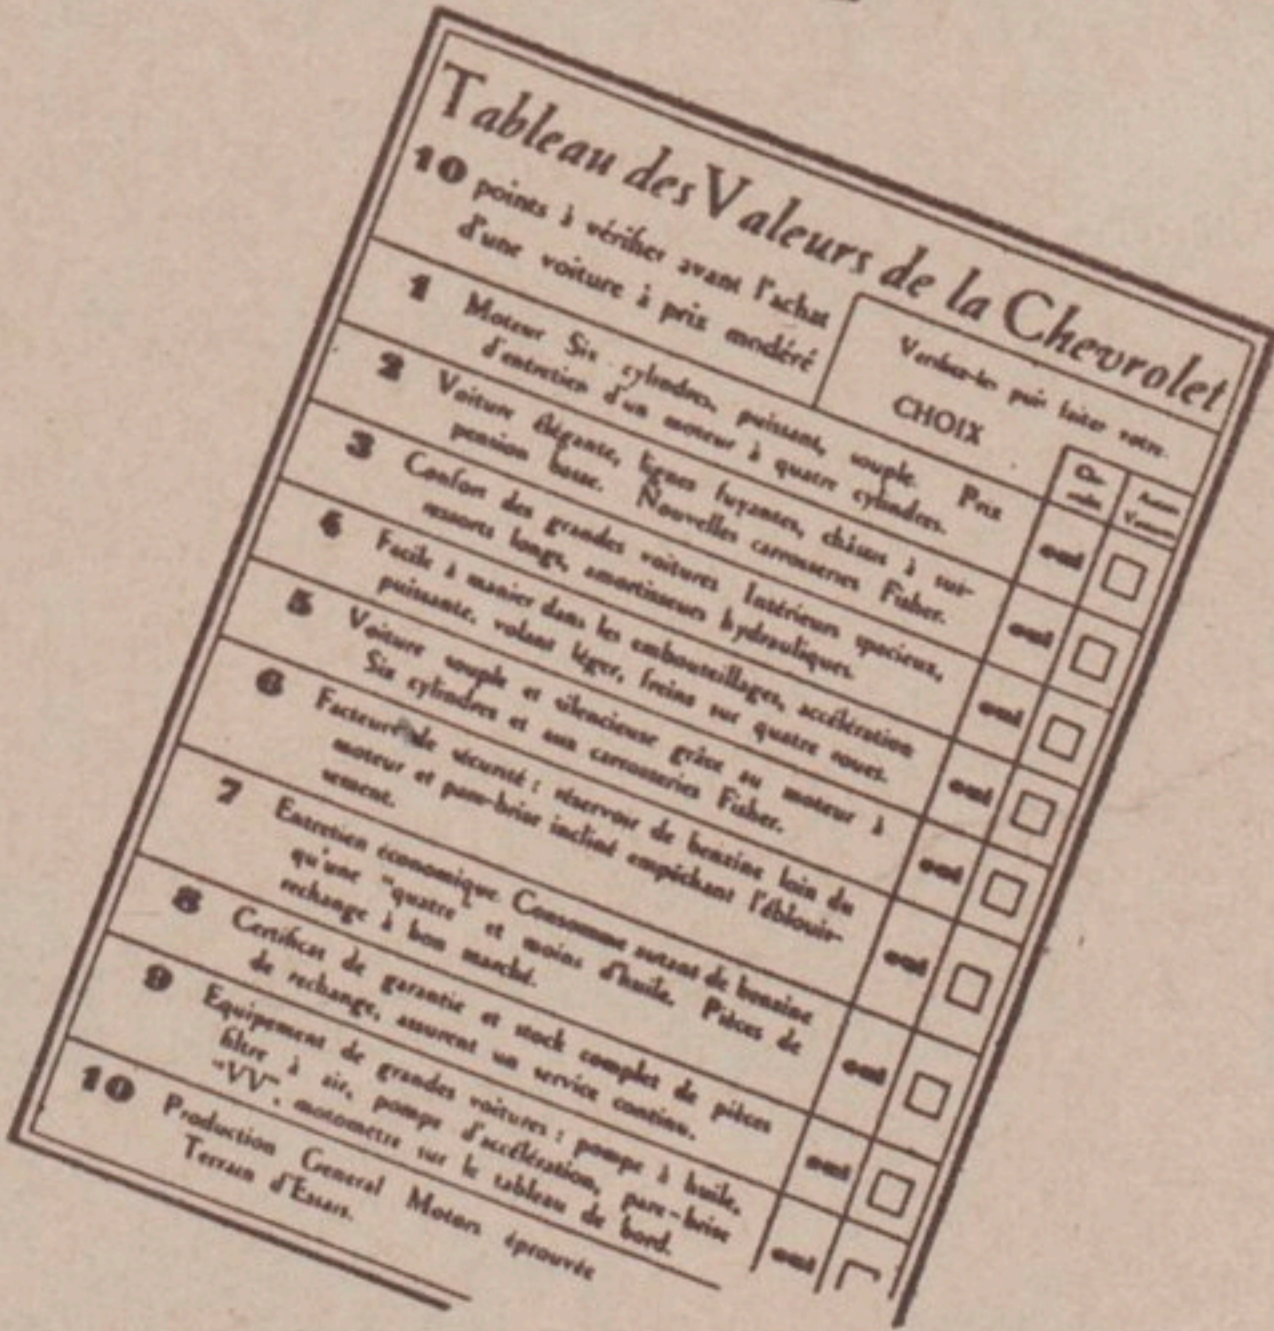 Tableau des Valeurs de la Chevrolet
10 points à vérifier avant l'achat
d'une voiture à prix modéré
Vérifiez-les puis faites votre
CHOIX
1 Moteur Six cylindres, puissant, souple. Prix
d'entretien d'un moteur à quatre cylindres.
oui
2 Voiture élégante, lignes fuyantes, châssis à sus-
pension basse. Nouvelles carrosseries Fisher.
oui
3 Confort des grandes voitures Intérieurs spacieux,
ressorts longs, amortisseurs hydrauliques.
oui
4 Facile à manier dans les embouteillages, accélération
puissante, volant léger, freins sur quatre roues.
oui
5 Voiture souple et silencieuse grâce au moteur à
Six cylindres et aux carrosseries Fisher.
oui
6 Facteurs de sécurité : réservoir de benzine loin du
moteur et pare-brise incliné empêchant l'éblouis-
sement.
oui
7 Entretien économique. Consomme autant de benzine
qu'une "quatre" et moins d'huile. Pièces de
rechange à bon marché.
oui
8 Certificat de garantie et stock complet de pièces
de rechange, assurent un service continu.
oui
9 Equipement de grandes voitures : pompe à huile,
filtre à air, pompe d'accélération, pare-brise
"VV", motomètre sur le tableau de bord.
oui
10 Production General Motors éprouvée
Terrain d'Essais.